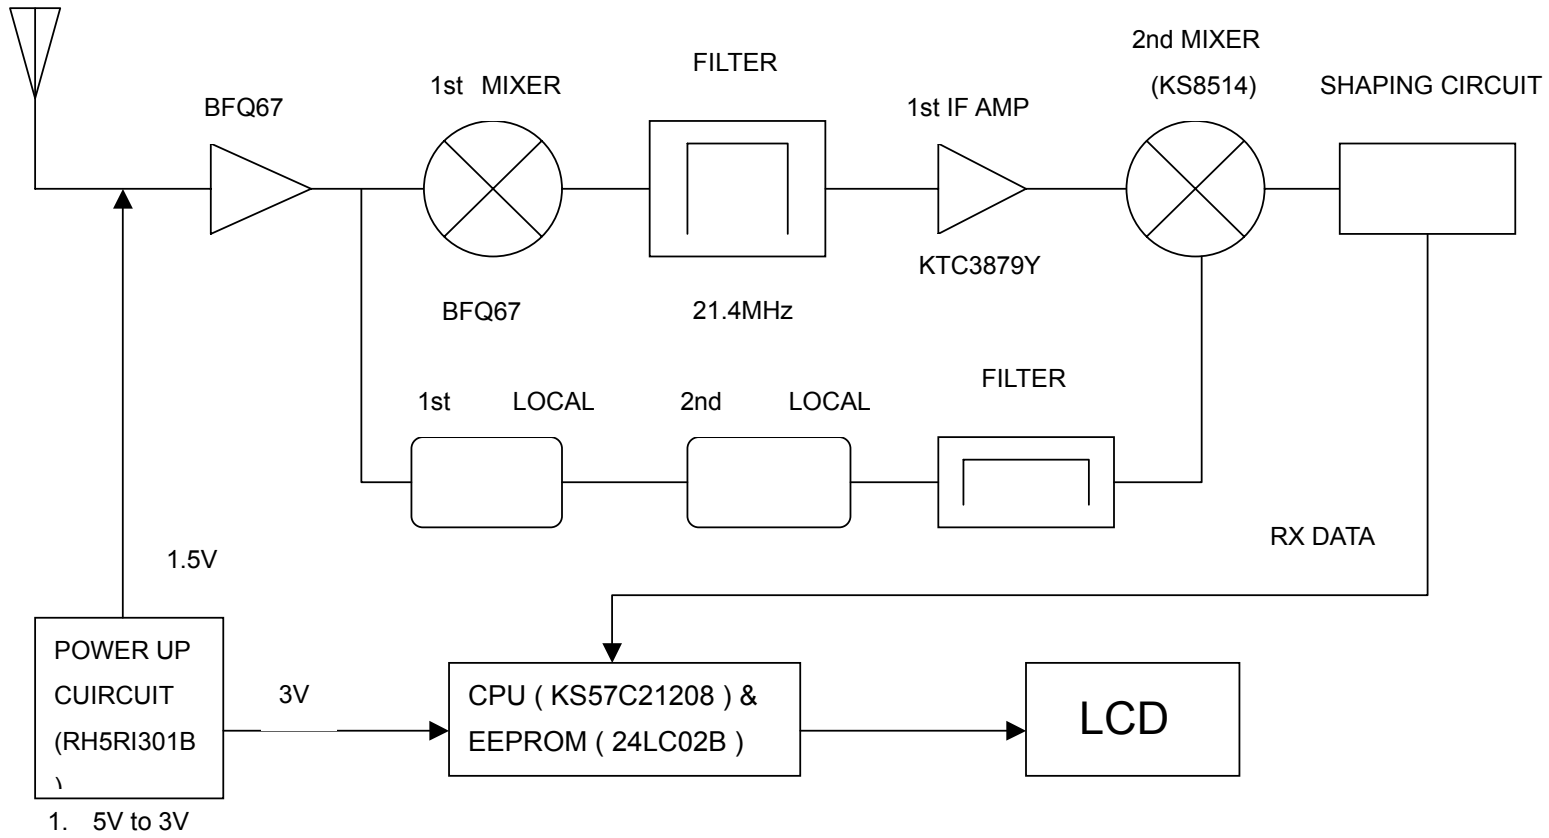 2nd MIXER
(KS8514)
FILTER
1st MIXER
SHAPING CIRCUIT
BFQ67
1st IF AMP
KTC3879Y
BFQ67
21.4MHz
FILTER
1st LOCAL
2nd LOCAL
RX DATA
1.5V
POWER UP
CUIRCUIT
(RH5RI301B
)
3V
CPU ( KS57C21208 ) &
EEPROM ( 24LC02B )
LCD
1. 5V to 3V